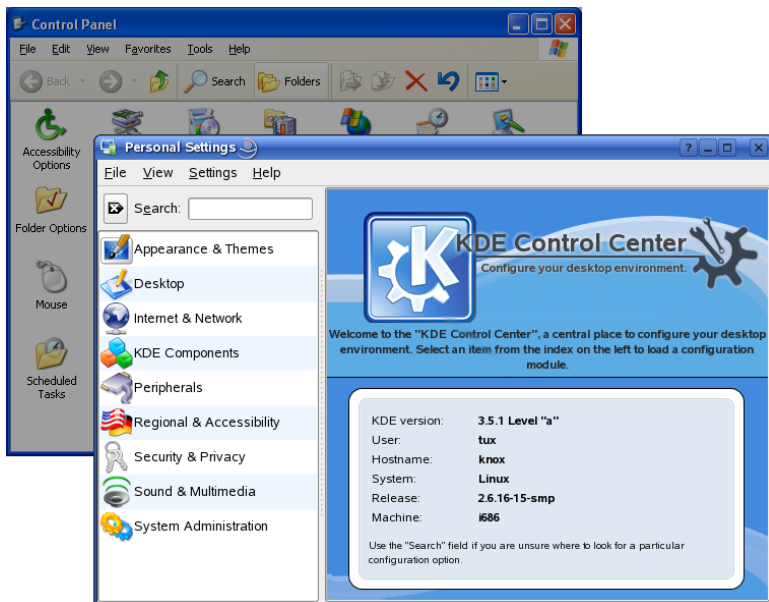 Control Panel
File Edit View Favorites Tools Help
Back Search Folders
Accessibility
Options
Folder Options
Mouse
Scheduled
Tasks
Personal Settings
File View Settings Help
Search:
Appearance & Themes
Desktop
Internet & Network
KDE Components
Peripherals
Regional & Accessibility
Security & Privacy
Sound & Multimedia
System Administration
KDE Control Center
Configure your desktop environment.
Welcome to the "KDE Control Center", a central place to configure your desktop
environment. Select an item from the index on the left to load a configuration
module.
KDE version: 3.5.1 Level "a"
User: tux
Hostname: knox
System: Linux
Release: 2.6.16-15-smp
Machine: i686
Use the "Search" field if you are unsure where to look for a particular
configuration option.